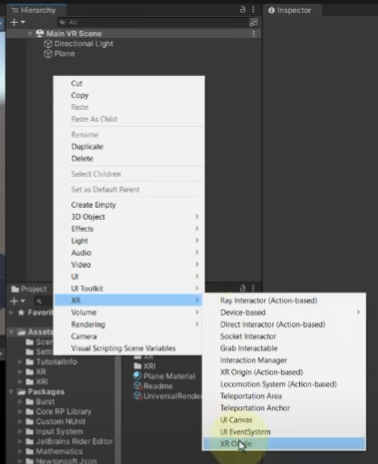 Hierarchy
Inspector
All
Main VR Scene
Directional Light
Plane
Cut
Copy
Paste
Paste As Child
Rename
Duplicate
Delete
Select Children
Set as Default Parent
Create Empty
3D Object
Effects
Light
Audio
Video
UI
UI Toolkit
XR
Volume
Rendering
Camera
Visual Scripting Scene Variables
Ray Interactor (Action-based)
Device-based
Direct Interactor (Action-based)
Socket Interactor
Grab Interactable
Interaction Manager
XR Origin (Action-based)
Locomotion System (Action-based)
Teleportation Area
Teleportation Anchor
UI Canvas
UI EventSystem
XR Origin
Project
Favorit
Assets
Scen
Setti
TutorialInfo
XR
XRI
Packages
Burst
Core RP Library
Custom NUnit
Input System
JetBrains Rider Editor
Mathematics
Newtonsoft Json
XR
XRI
Plane Material
Readme
UniversalRende